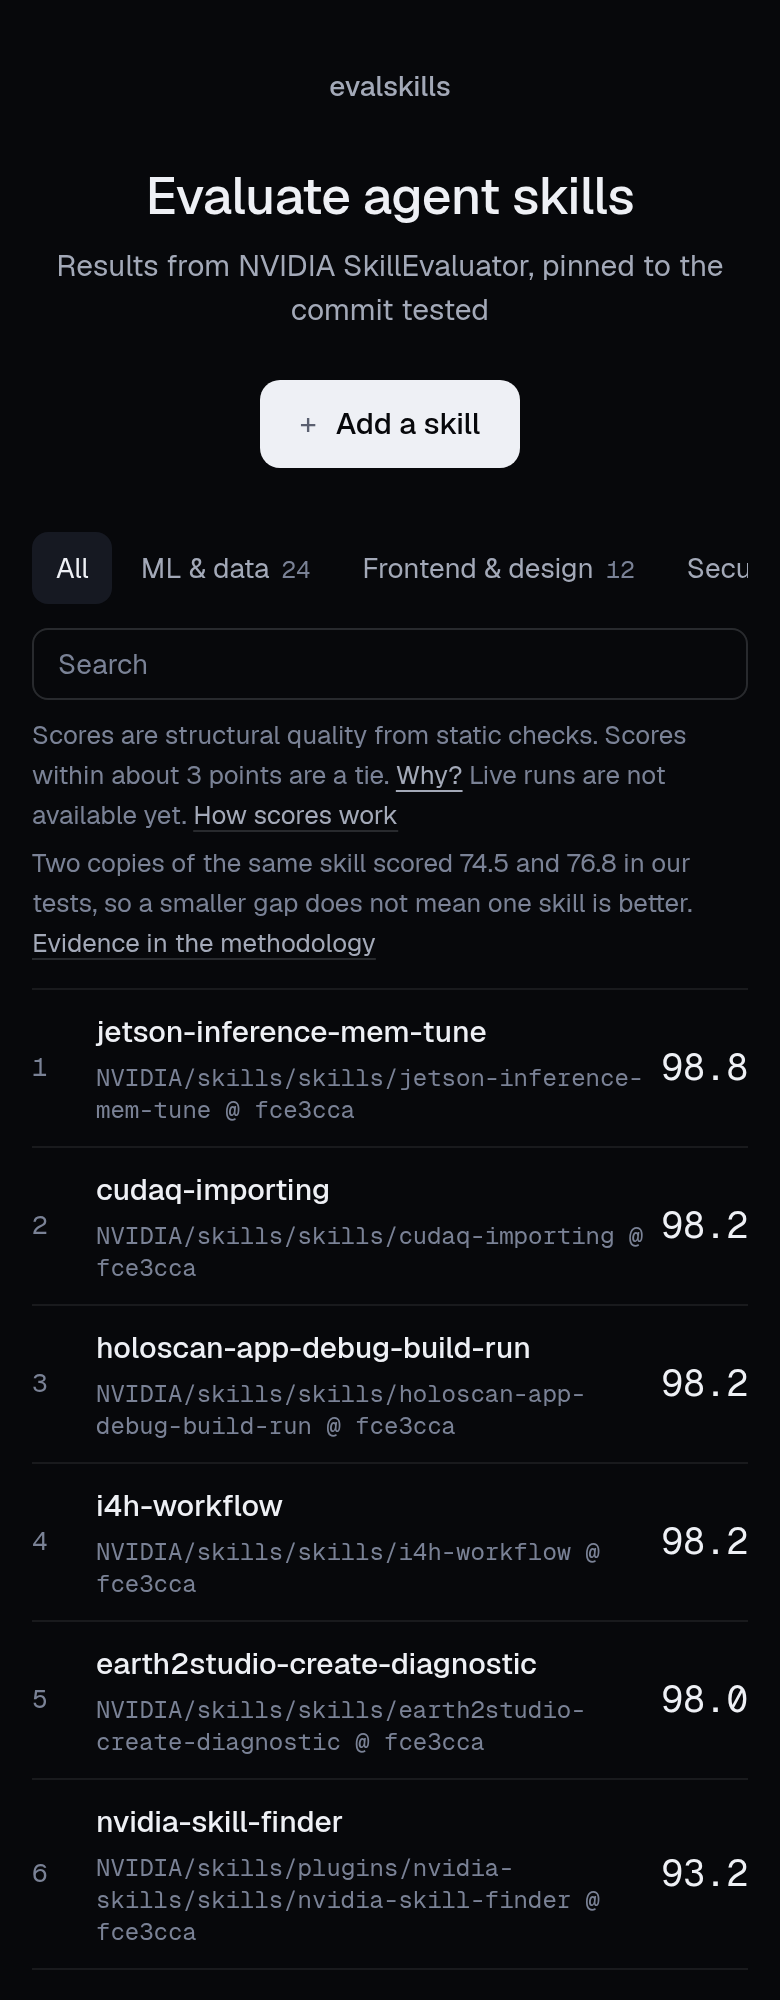 evalskills
Evaluate agent skills
Results from NVIDIA SkillEvaluator, pinned to the
commit tested
+ Add a skill
All ML & data 24 Frontend & design 12 Secu
Search
Scores are structural quality from static checks. Scores
within about 3 points are a tie. Why? Live runs are not
available yet. How scores work
Two copies of the same skill scored 74.5 and 76.8 in our
tests, so a smaller gap does not mean one skill is better.
Evidence in the methodology
jetson-inference-mem-tune
1 NVIDIA/skills/skills/jetson-inference- 98.8
mem-tune @ fce3cca
cudaq-importing
2 NVIDIA/skills/skills/cudaq-importing @ 98.2
fce3cca
holoscan-app-debug-build-run
3 NVIDIA/skills/skills/holoscan-app- 98.2
debug-build-run @ fce3cca
i4h-workflow
4 NVIDIA/skills/skills/i4h-workflow @ 98.2
fce3cca
earth2studio-create-diagnostic
5 NVIDIA/skills/skills/earth2studio- 98.0
create-diagnostic @ fce3cca
nvidia-skill-finder
6 NVIDIA/skills/plugins/nvidia- 93.2
skills/skills/nvidia-skill-finder @
fce3cca